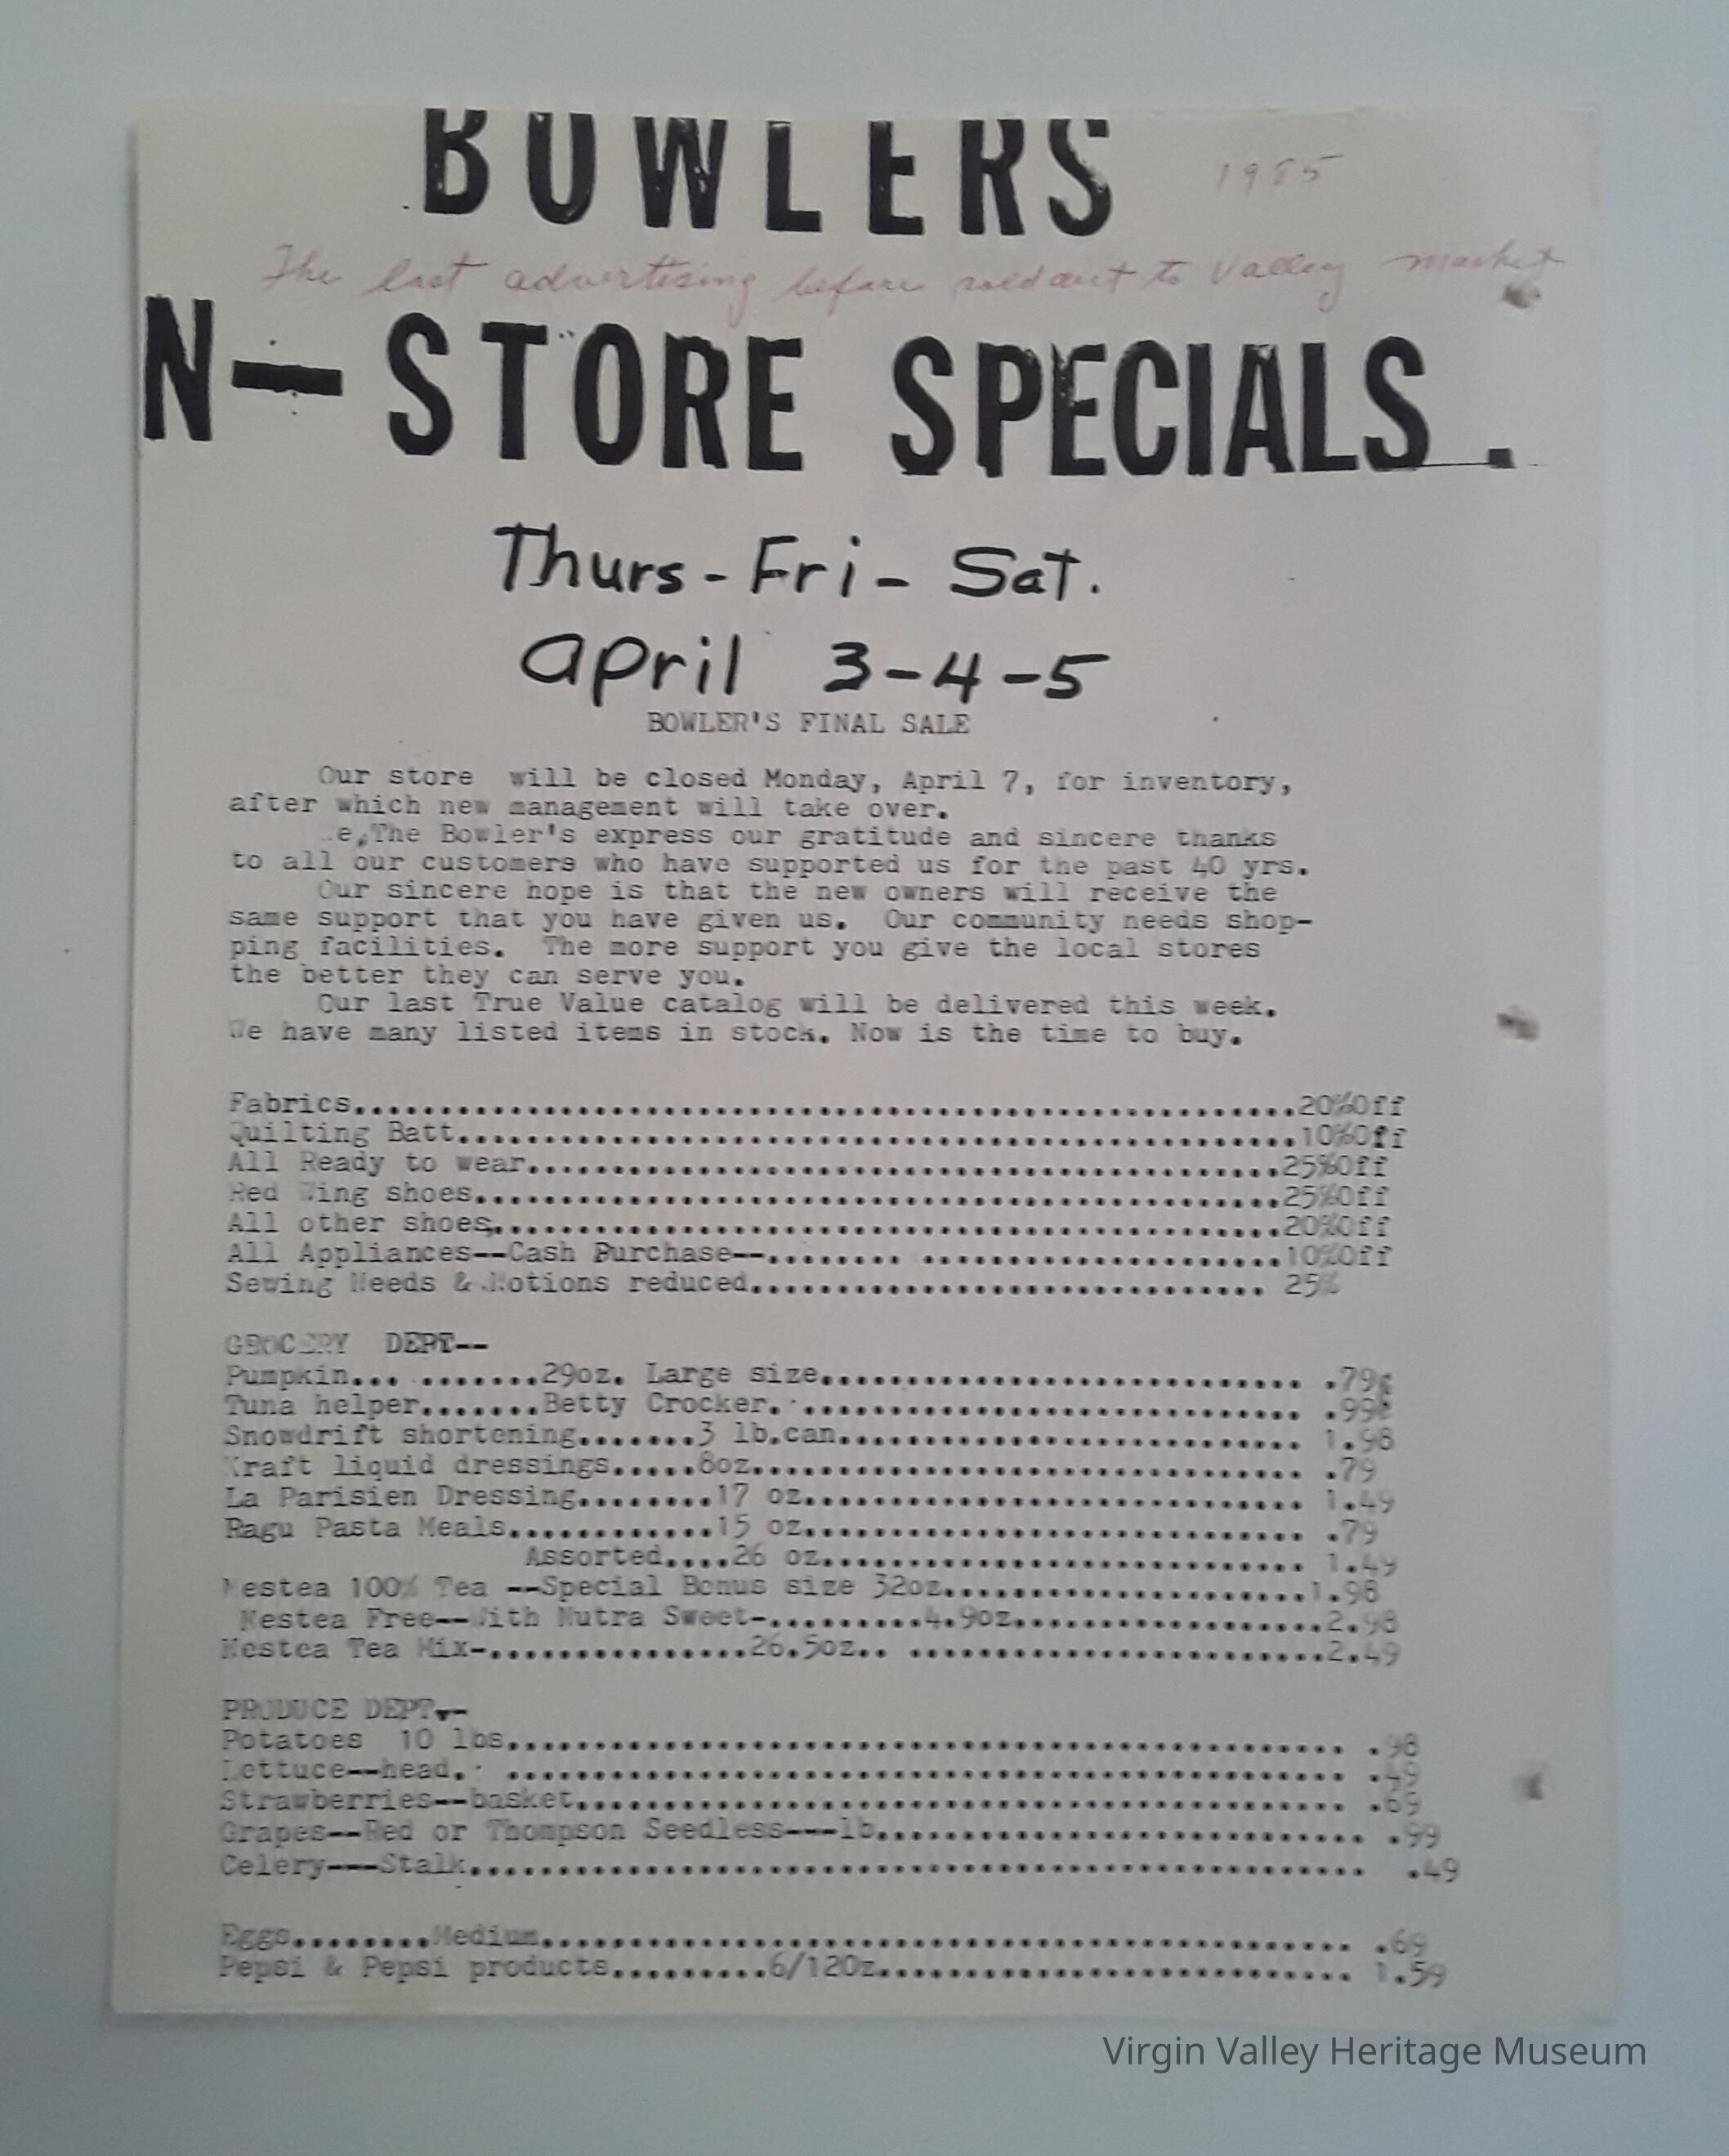 BOWLERS
1985
The last advertising before sold out to Valley market
N-STORE SPECIALS.
Thurs-Fri- Sat.
april 3-4-5
BOWLER'S FINAL SALE
Our store will be closed Monday, April 7, for inventory,
after which new management will take over.
e,The Bowler's express our gratitude and sincere thanks
to all our customers who have supported us for the past 40 yrs.
Our sincere hope is that the new owners will receive the
same support that you have given us. Our community needs shop-
ping facilities. The more support you give the local stores
the better they can serve you.
Our last True Value catalog will be delivered this week.
We have many listed items in stock. Now is the time to buy.
Fabrics..........20%Off
Quilting Batt..........10%Off
All Ready to wear..........25%Off
Red Wing shoes..........25%Off
All other shoes..........20%Off
All Appliances--Cash Purchase--..........10%Off
Sewing Needs & Notions reduced.......... 25%
GROCERY DEPT--
Pumpkin... .......29oz. Large size.......... .79¢
Tuna helper.......Betty Crocker........... .99¢
Snowdrift shortening.......3 lb.can.......... 1.98
Kraft liquid dressings.....8oz.......... .79
La Parisien Dressing........17 oz.......... 1.49
Ragu Pasta Meals............15 oz.......... .79
Assorted....26 oz.......... 1.49
Nestea 100% Tea --Special Bonus size 32oz..........1.98
Nestea Free--With Nutra Sweet-.........4.9oz..........2.98
Nestea Tea Mix-...............26.5oz.. ..........2.49
PRODUCE DEPT.-
Potatoes 10 lbs.......... .98
Lettuce--head. .......... .49
Strawberries--basket.......... .69
Grapes--Red or Thompson Seedless---lb.......... .99
Celery---Stalk.......... .49
Eggs........Medium.......... .69
Pepsi & Pepsi products.........6/12Oz.......... 1.59
Virgin Valley Heritage Museum